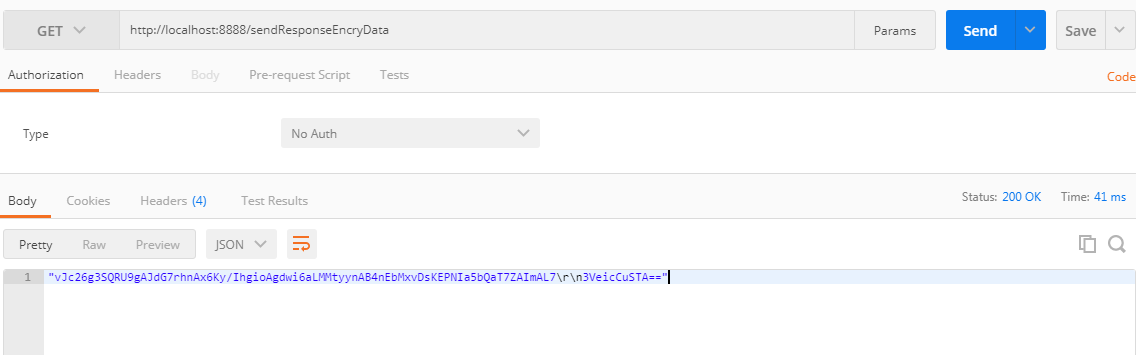 GET http://localhost:8888/sendResponseEncryData Params Send Save
Authorization Headers Body Pre-request Script Tests Code
Type No Auth
Body Cookies Headers (4) Test Results Status: 200 OK Time: 41 ms
Pretty Raw Preview JSON
1 "vJc26g3SQRU9gAJdG7rhnAx6Ky/IhgioAgdwi6aLMMtyynAB4nEbMxvDsKEPNIa5bQaT7ZAImAL7\r\n3VeicCuSTA=="